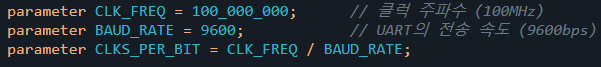 parameter CLK_FREQ = 100_000_000; // 클럭 주파수 (100MHz)
parameter BAUD_RATE = 9600; // UART의 전송 속도 (9600bps)
parameter CLKS_PER_BIT = CLK_FREQ / BAUD_RATE;